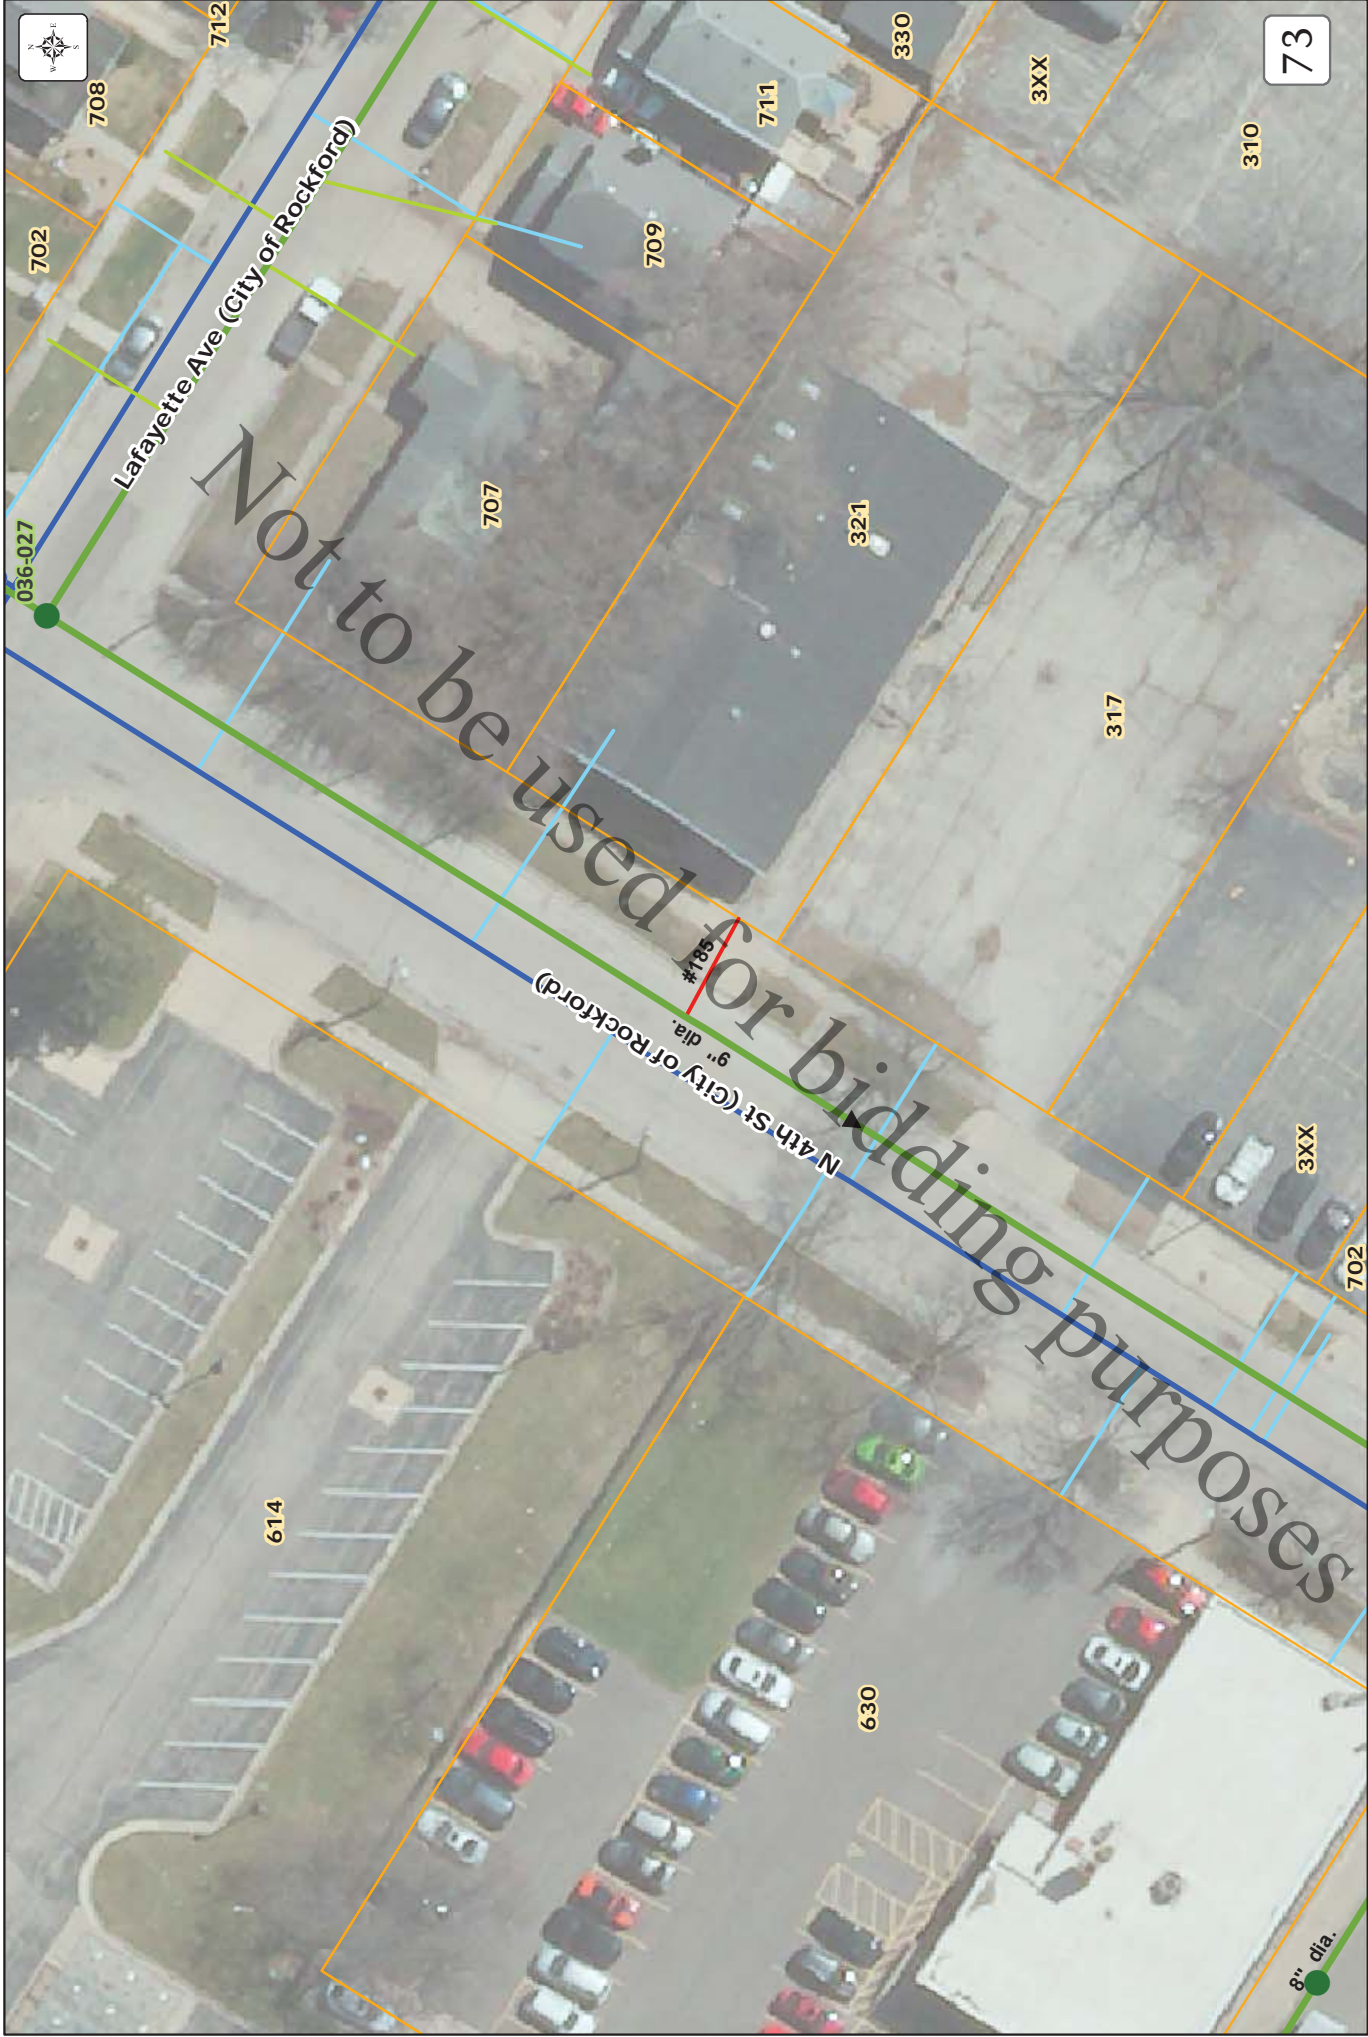 N
E
S
W
73
712
708
702
Lafayette Ave (City of Rockford)
036-027
330
3XX
711
310
709
707
321
317
#185
9" dia.
N 4th St (City of Rockford)
3XX
702
614
630
8" dia.
Not to be used for bidding purposes